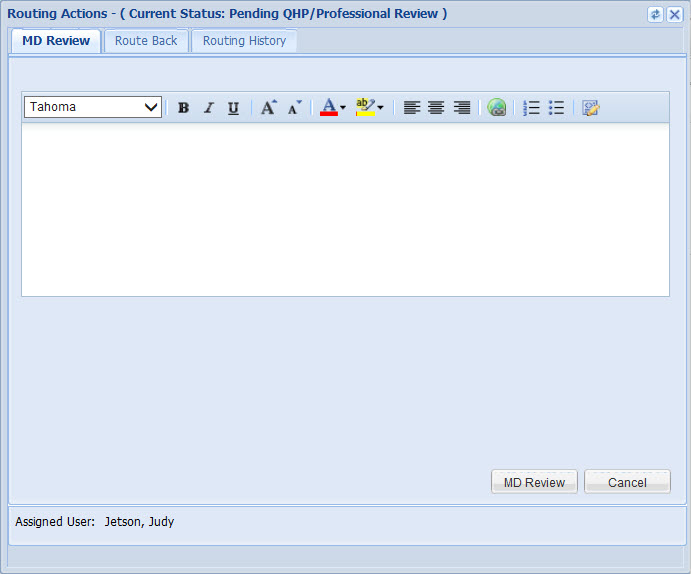 Routing Actions - ( Current Status: Pending QHP/Professional Review )
MD Review Route Back Routing History
Tahoma B I U A A A ab
MD Review Cancel
Assigned User: Jetson, Judy